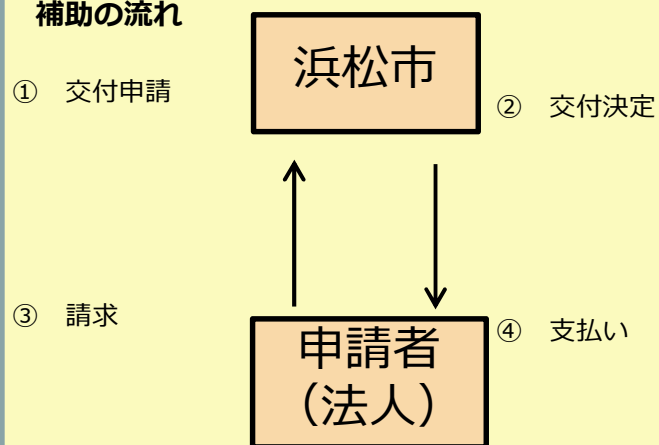 補助の流れ
浜松市
① 交付申請
② 交付決定
③ 請求
④ 支払い
申請者
（法人）